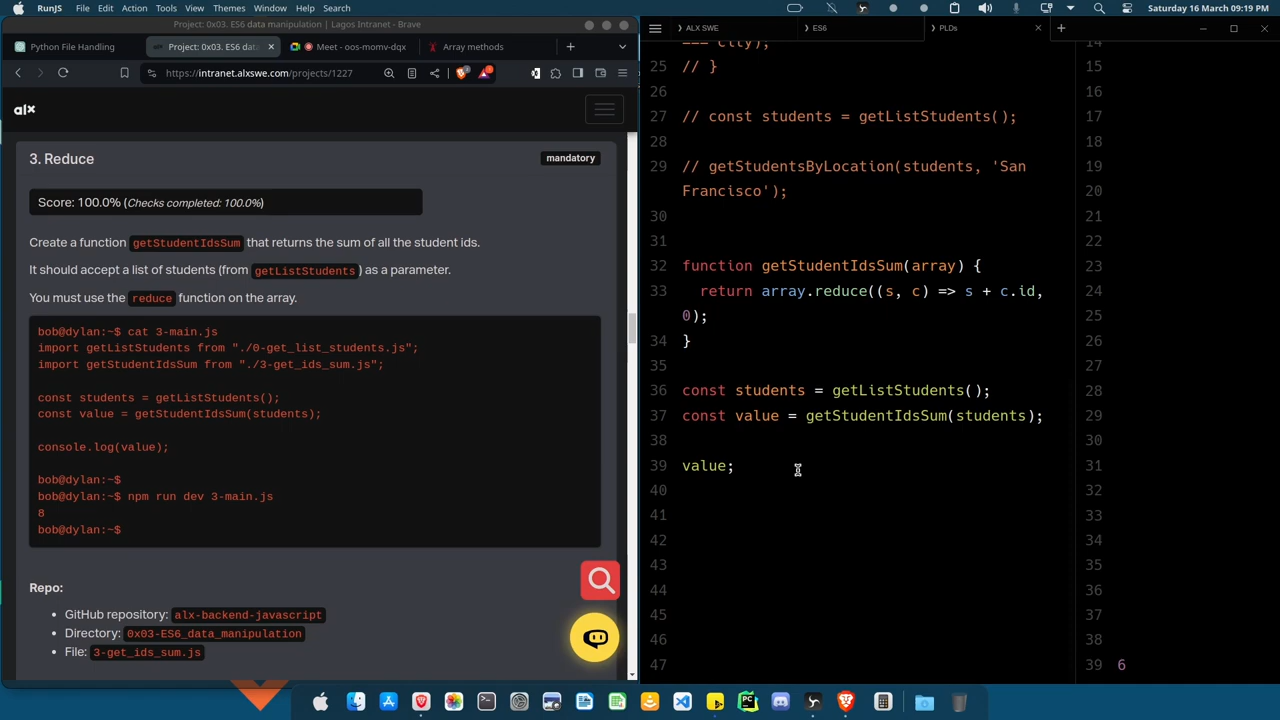 RunJS File Edit Action Tools View Themes Window Help Search Saturday 16 March 09:19 PM
Project: 0x03. ES6 data manipulation | Lagos Intranet - Brave
Python File Handling Project: 0x03. ES6 data Meet - oos-momv-dqx Array methods
https://intranet.alxswe.com/projects/1227
alx
3. Reduce
mandatory
Score: 100.0% (Checks completed: 100.0%)
Create a function getStudentIdsSum that returns the sum of all the student ids.
It should accept a list of students (from getListStudents) as a parameter.
You must use the reduce function on the array.
bob@dylan:~$ cat 3-main.js
import getListStudents from "./0-get_list_students.js";
import getStudentIdsSum from "./3-get_ids_sum.js";
const students = getListStudents();
const value = getStudentIdsSum(students);
console.log(value);
bob@dylan:~$
bob@dylan:~$ npm run dev 3-main.js
8
bob@dylan:~$
Repo:
GitHub repository: alx-backend-javascript
Directory: 0x03-ES6_data_manipulation
File: 3-get_ids_sum.js
ALX SWE ES6 PLDs
=== city);
25 // }
26
27 // const students = getListStudents();
28
29 // getStudentsByLocation(students, 'San
Francisco');
30
31
32 function getStudentIdsSum(array) {
33 return array.reduce((s, c) => s + c.id,
0);
34 }
35
36 const students = getListStudents();
37 const value = getStudentIdsSum(students);
38
39 value;
40
41
42
43
44
45
46
47
14
15
16
17
18
19
20
21
22
23
24
25
26
27
28
29
30
31
32
33
34
35
36
37
38
39 6